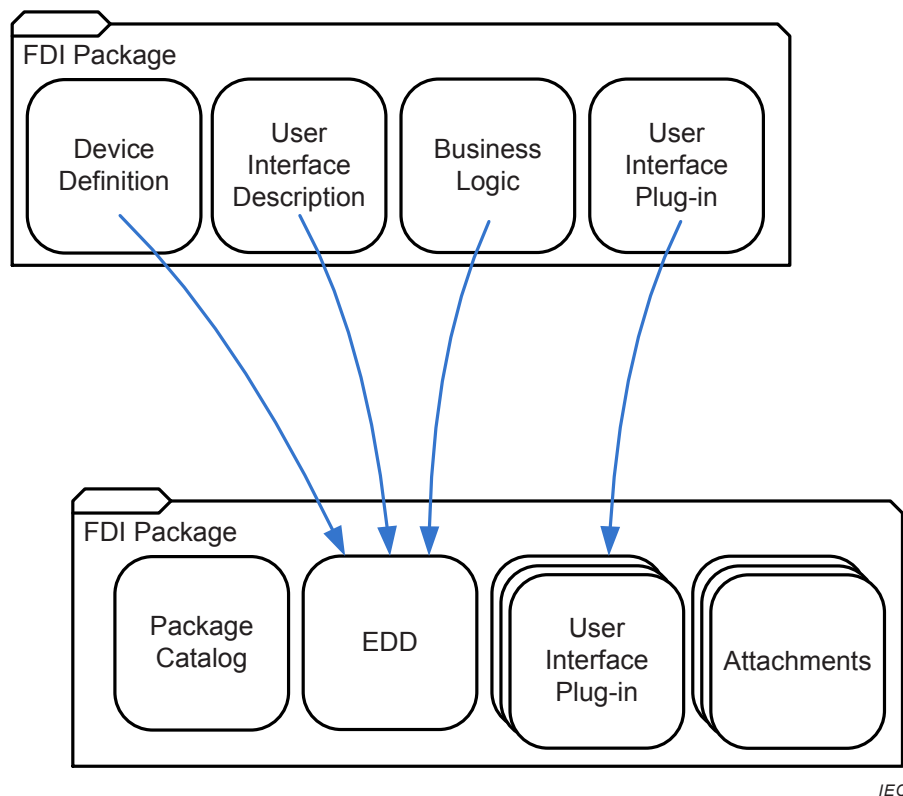 FDI Package
Device
Definition
User
Interface
Description
Business
Logic
User
Interface
Plug-in
FDI Package
Package
Catalog
EDD
User
Interface
Plug-in
Attachments
IEC